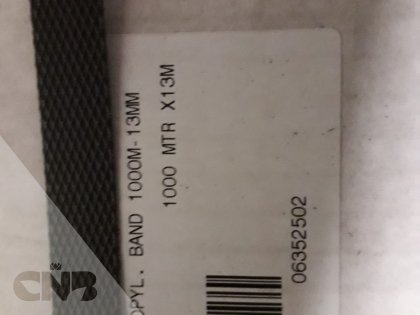 OPYL. BAND 1000M-13MM
1000 MTR X13M
06352502
CNB